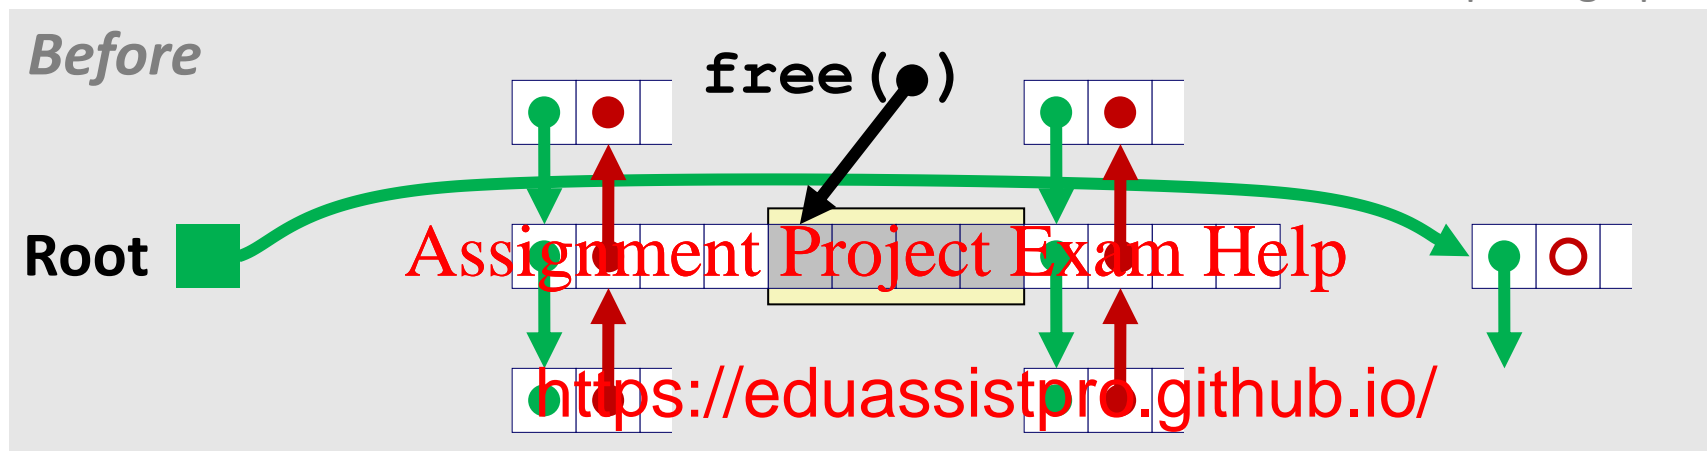 Before
free( )
Root
Assignment Project Exam Help
https://eduassistpro.github.io/